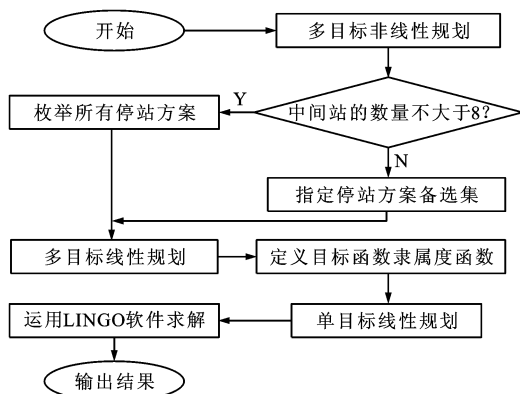 开始
多目标非线性规划
中间站的数量不大于8?
Y
枚举所有停站方案
N
指定停站方案备选集
多目标线性规划
定义目标函数隶属度函数
单目标线性规划
运用LINGO软件求解
输出结果